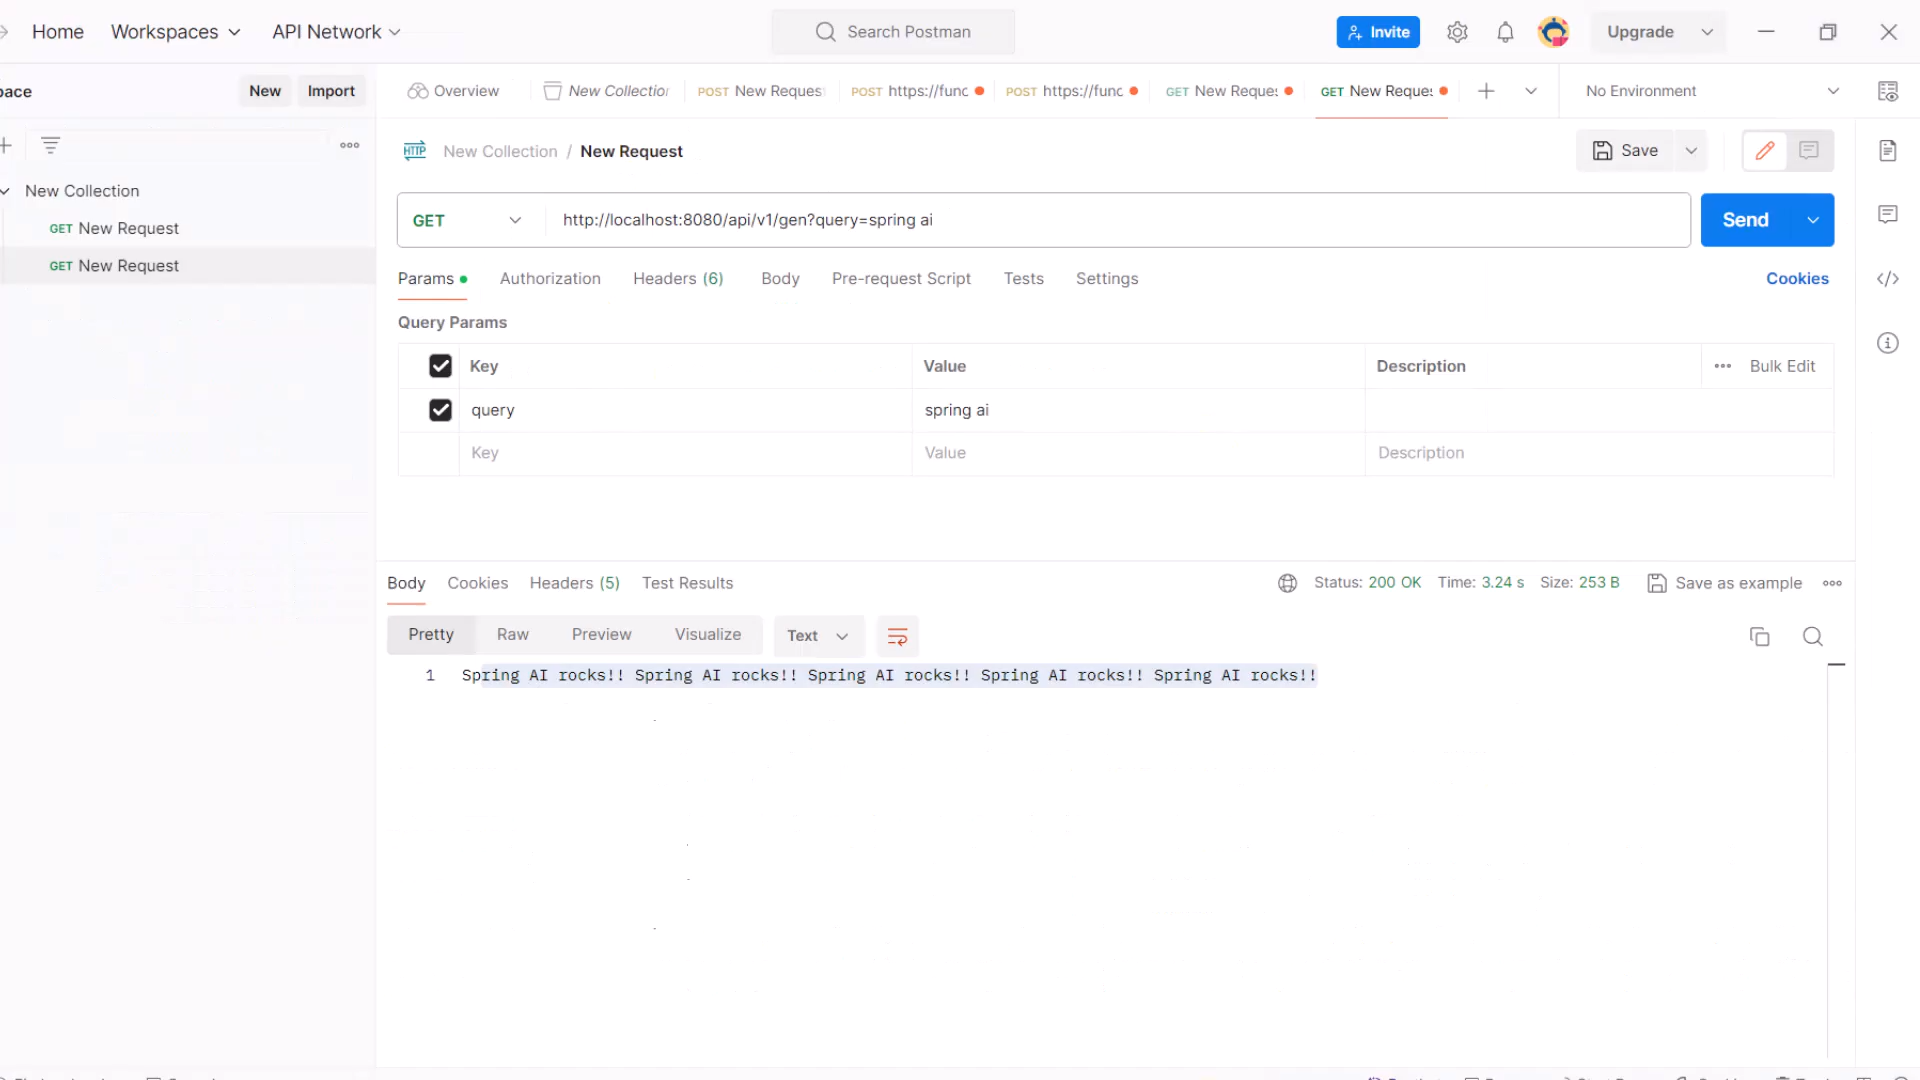 Home
Workspaces
API Network
Search Postman
Invite
Upgrade
pace
New
Import
Overview
New Collection
POST New Request
POST https://func
POST https://func
GET New Reques
GET New Reques
No Environment
New Collection / New Request
Save
New Collection
GET New Request
GET New Request
HTTP
GET
http://localhost:8080/api/v1/gen?query=spring ai
Send
Params
Authorization
Headers (6)
Body
Pre-request Script
Tests
Settings
Cookies
Query Params
Key
Value
Description
Bulk Edit
query
spring ai
Key
Value
Description
Body
Cookies
Headers (5)
Test Results
Status: 200 OK
Time: 3.24 s
Size: 253 B
Save as example
Pretty
Raw
Preview
Visualize
Text
1 Spring AI rocks!! Spring AI rocks!! Spring AI rocks!! Spring AI rocks!! Spring AI rocks!!